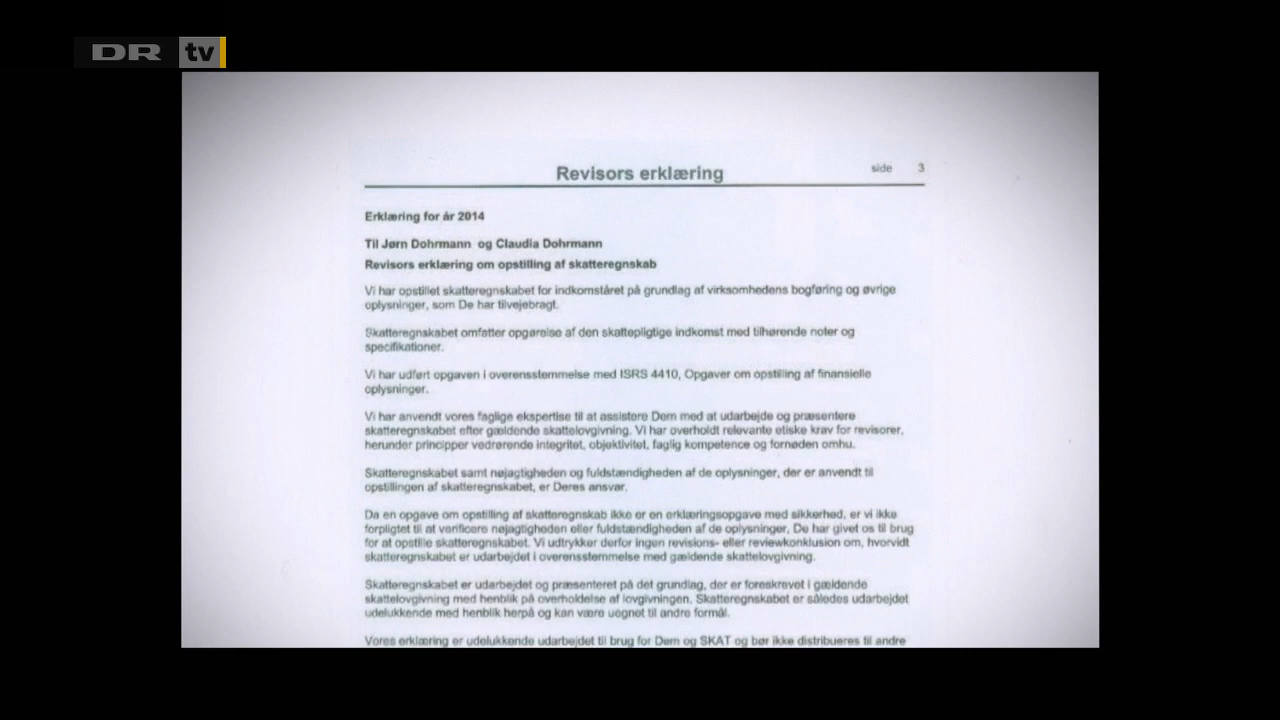 DR tv
Revisors erklæring
side 3
Erklæring for år 2014
Til Jørn Dohrmann og Claudia Dohrmann
Revisors erklæring om opstilling af skatteregnskab
Vi har opstillet skatteregnskabet for indkomståret på grundlag af virksomhedens bogføring og øvrige
oplysninger, som De har tilvejebragt.
Skatteregnskabet omfatter opgørelse af den skattepligtige indkomst med tilhørende noter og
specifikationer.
Vi har udført opgaven i overensstemmelse med ISRS 4410, Opgaver om opstilling af finansielle
oplysninger.
Vi har anvendt vores faglige ekspertise til at assistere Dem med at udarbejde og præsentere
skatteregnskabet efter gældende skattelovgivning. Vi har overholdt relevante etiske krav for revisorer,
herunder principper vedrørende integritet, objektivitet, faglig kompetence og fornøden omhu.
Skatteregnskabet samt nøjagtigheden og fuldstændigheden af de oplysninger, der er anvendt til
opstillingen af skatteregnskabet, er Deres ansvar.
Da en opgave om opstilling af skatteregnskab ikke er en erklæringsopgave med sikkerhed, er vi ikke
forpligtet til at verificere nøjagtigheden eller fuldstændigheden af de oplysninger, De har givet os til brug
for at opstille skatteregnskabet. Vi udtrykker derfor ingen revisions- eller reviewkonklusion om, hvorvidt
skatteregnskabet er udarbejdet i overensstemmelse med gældende skattelovgivning.
Skatteregnskabet er udarbejdet og præsenteret på det grundlag, der er foreskrevet i gældende
skattelovgivning med henblik på overholdelse af lovgivningen. Skatteregnskabet er således udarbejdet
udelukkende med henblik herpå og kan være uegnet til andre formål.
Vores erklæring er udelukkende udarbejdet til brug for Dem og SKAT og bør ikke distribueres til andre